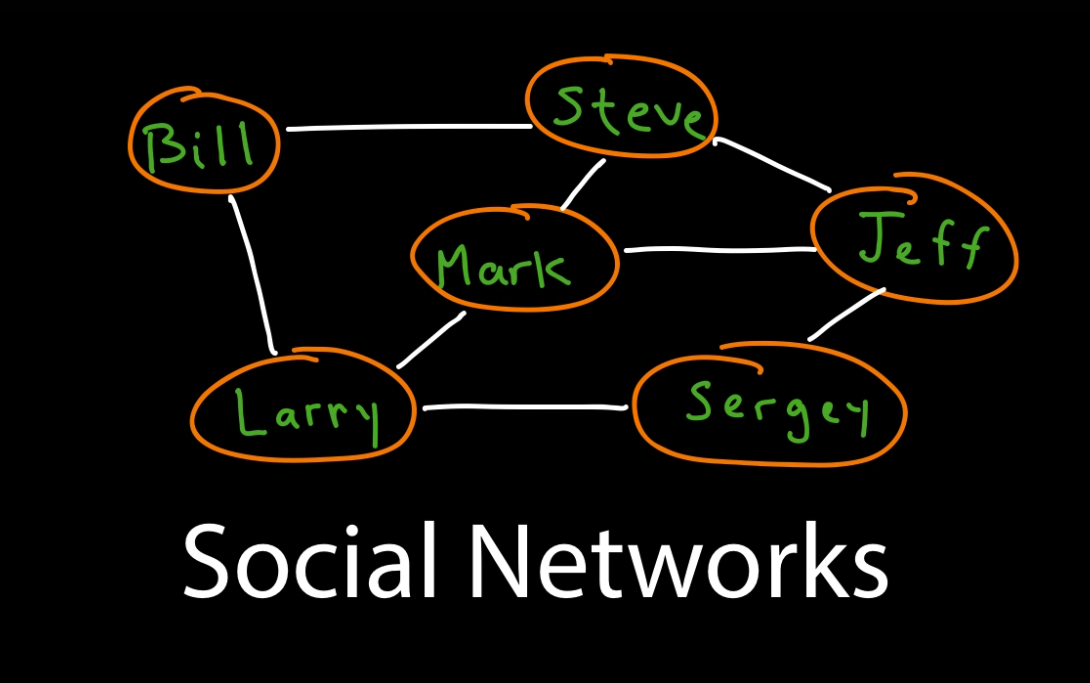 Bill
Steve
Mark
Jeff
Larry
Sergey
Social Networks